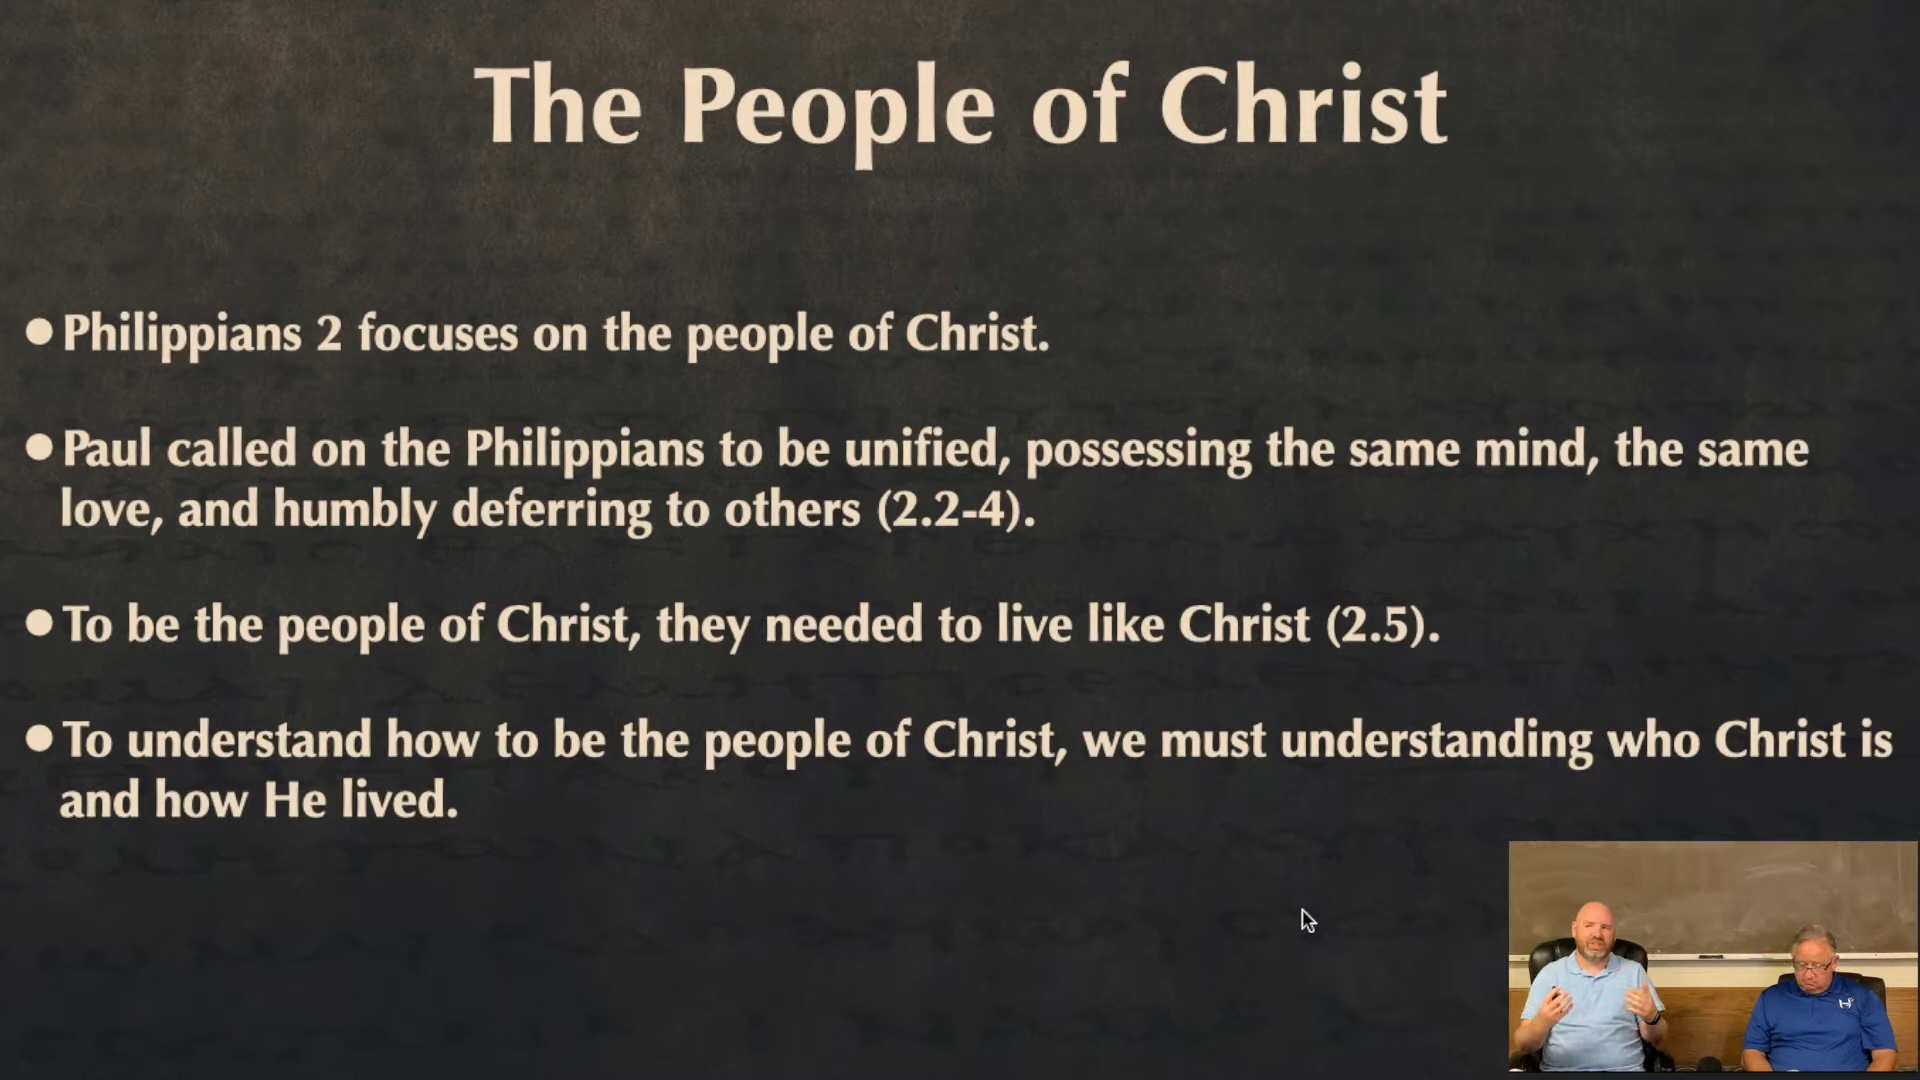 The People of Christ
• Philippians 2 focuses on the people of Christ.
• Paul called on the Philippians to be unified, possessing the same mind, the same
love, and humbly deferring to others (2.2-4).
• To be the people of Christ, they needed to live like Christ (2.5).
• To understand how to be the people of Christ, we must understanding who Christ is
and how He lived.